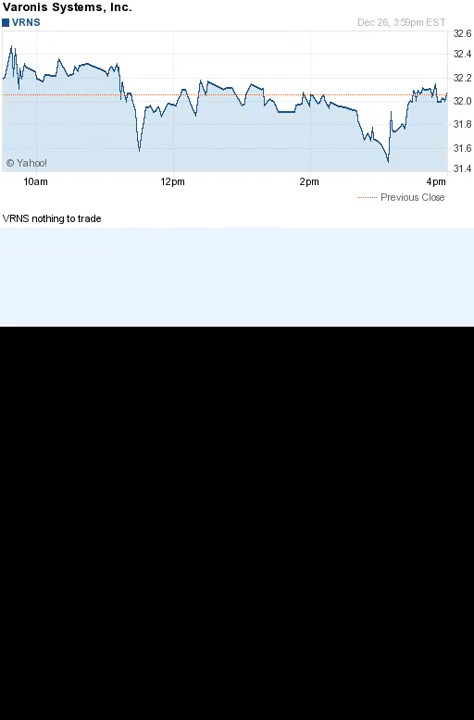 Varonis Systems, Inc.
VRNS Dec 26, 3:59pm EST
32.6
32.4
32.2
32.0
31.8
31.6
31.4
© Yahoo!
10am 12pm 2pm 4pm
Previous Close
VRNS nothing to trade